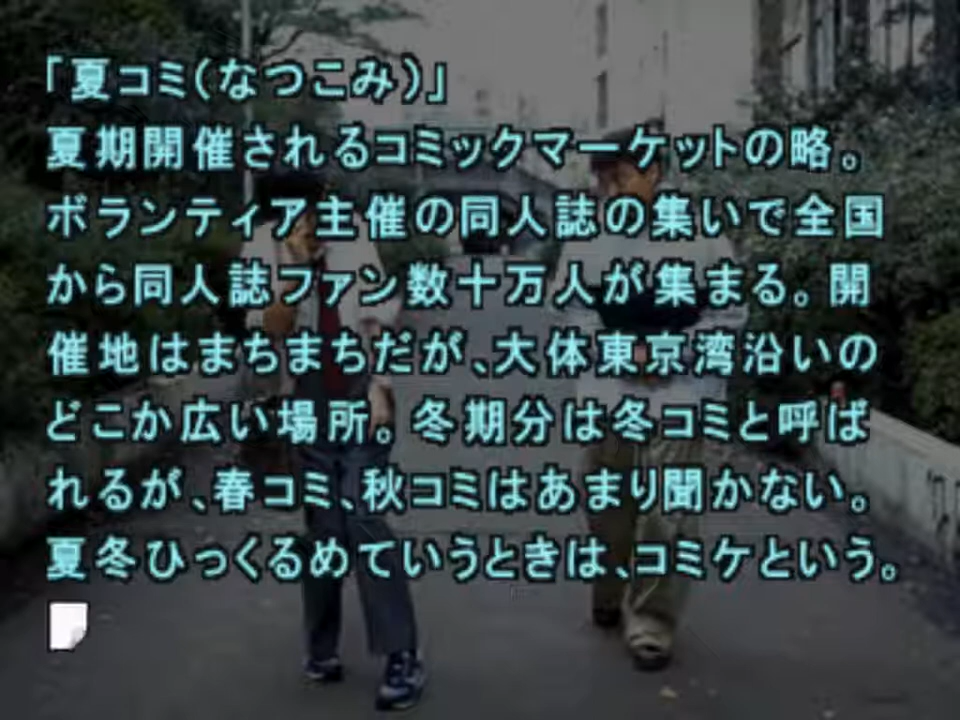 「夏コミ(なつこみ)」
夏期開催されるコミックマーケットの略。
ボランティア主催の同人誌の集いで全国
から同人誌ファン数十万人が集まる。開
催地はまちまちだが、大体東京湾沿いの
どこか広い場所。冬期分は冬コミと呼ば
れるが、春コミ、秋コミはあまり聞かない。
夏冬ひっくるめていうときは、コミケという。